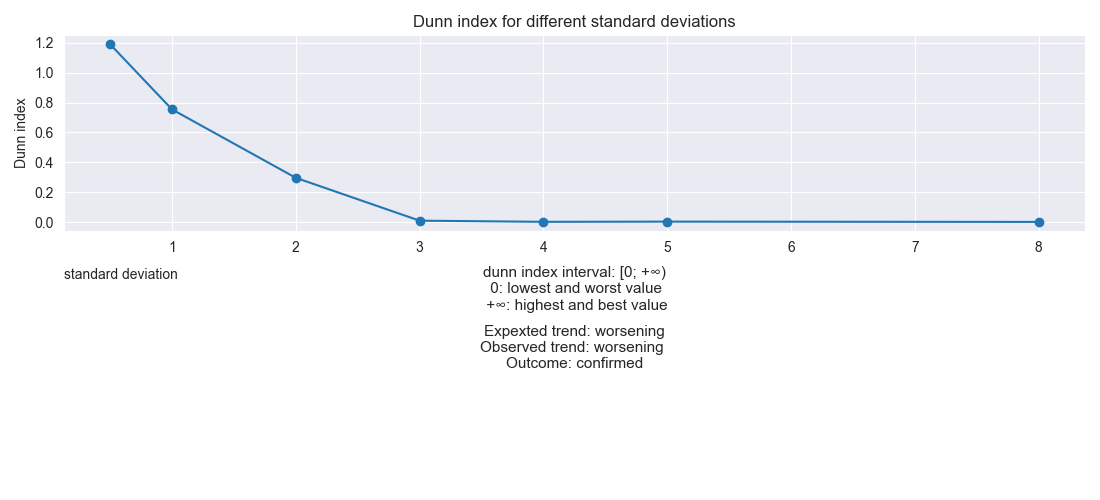 Dunn index for different standard deviations
1.2
1.0
0.8
0.6
0.4
0.2
0.0
Dunn index
1 2 3 4 5 6 7 8
standard deviation
dunn index interval: [0; +∞)
0: lowest and worst value
+∞: highest and best value
Expexted trend: worsening
Observed trend: worsening
Outcome: confirmed